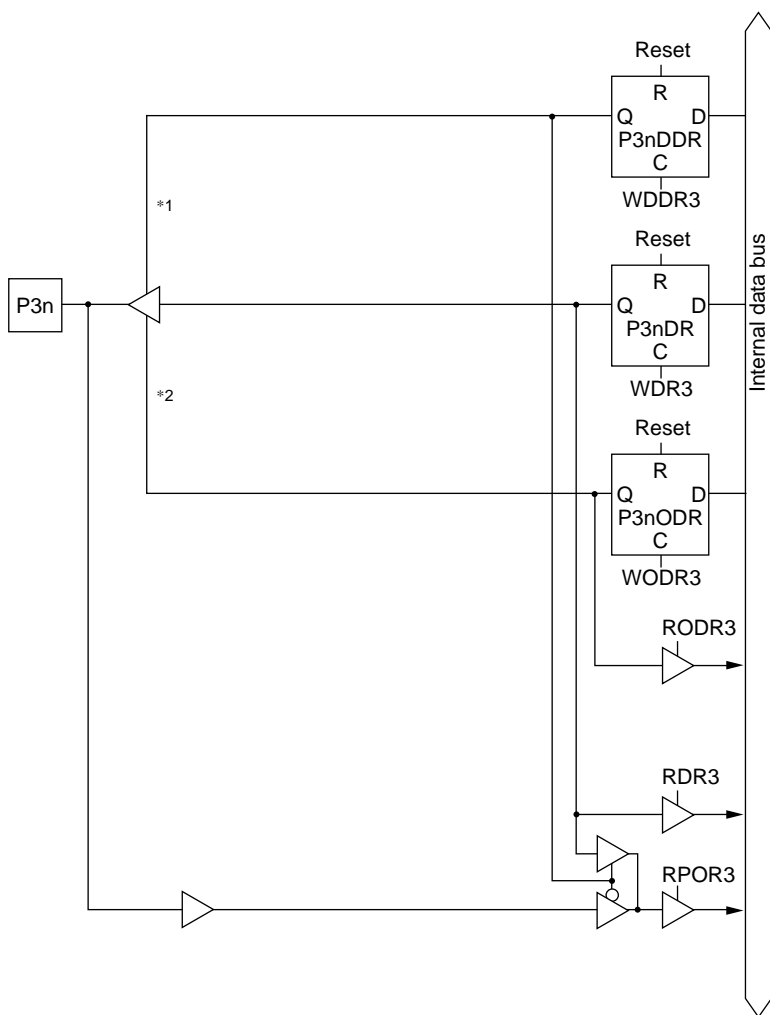 Reset
R
Q D
P3nDDR
C
WDDR3
*1
Reset
R
P3n
Q D
P3nDR
C
WDR3
Internal data bus
*2
Reset
R
Q D
P3nODR
C
WODR3
RODR3
RDR3
RPOR3